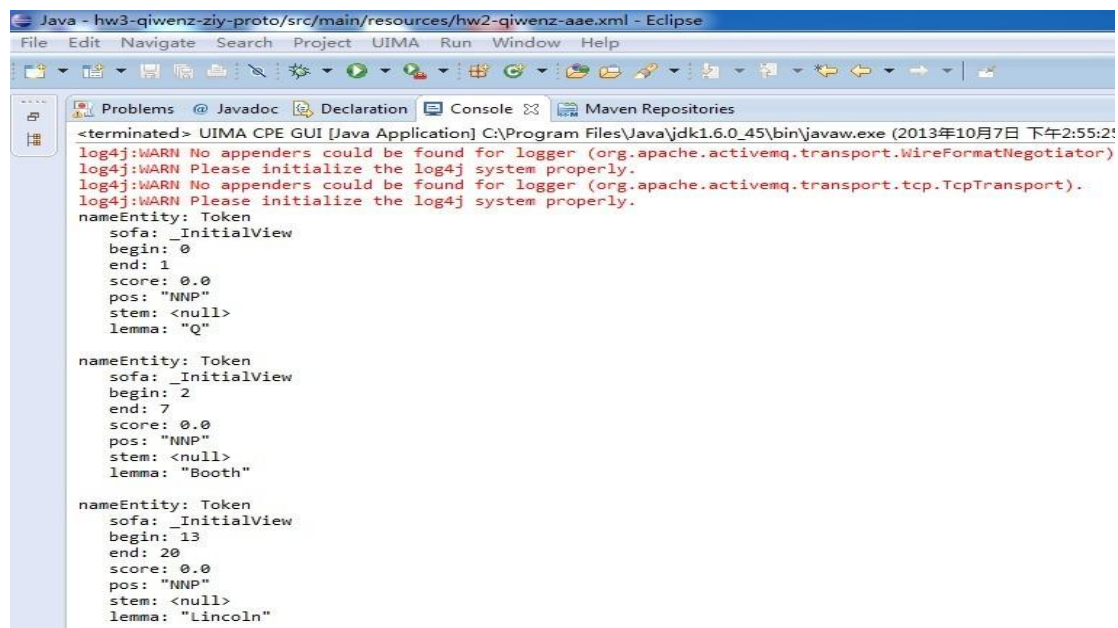 Java - hw3-qiwenz-ziy-proto/src/main/resources/hw2-qiwenz-aae.xml - Eclipse
File Edit Navigate Search Project UIMA Run Window Help
Problems @ Javadoc Declaration Console Maven Repositories
<terminated> UIMA CPE GUI [Java Application] C:\Program Files\Java\jdk1.6.0_45\bin\javaw.exe (2013年10月7日 下午2:55:25
log4j:WARN No appenders could be found for logger (org.apache.activemq.transport.WireFormatNegotiator)
log4j:WARN Please initialize the log4j system properly.
log4j:WARN No appenders could be found for logger (org.apache.activemq.transport.tcp.TcpTransport).
log4j:WARN Please initialize the log4j system properly.
nameEntity: Token
sofa: _InitialView
begin: 0
end: 1
score: 0.0
pos: "NNP"
stem: <null>
lemma: "Q"
nameEntity: Token
sofa: _InitialView
begin: 2
end: 7
score: 0.0
pos: "NNP"
stem: <null>
lemma: "Booth"
nameEntity: Token
sofa: _InitialView
begin: 13
end: 20
score: 0.0
pos: "NNP"
stem: <null>
lemma: "Lincoln"